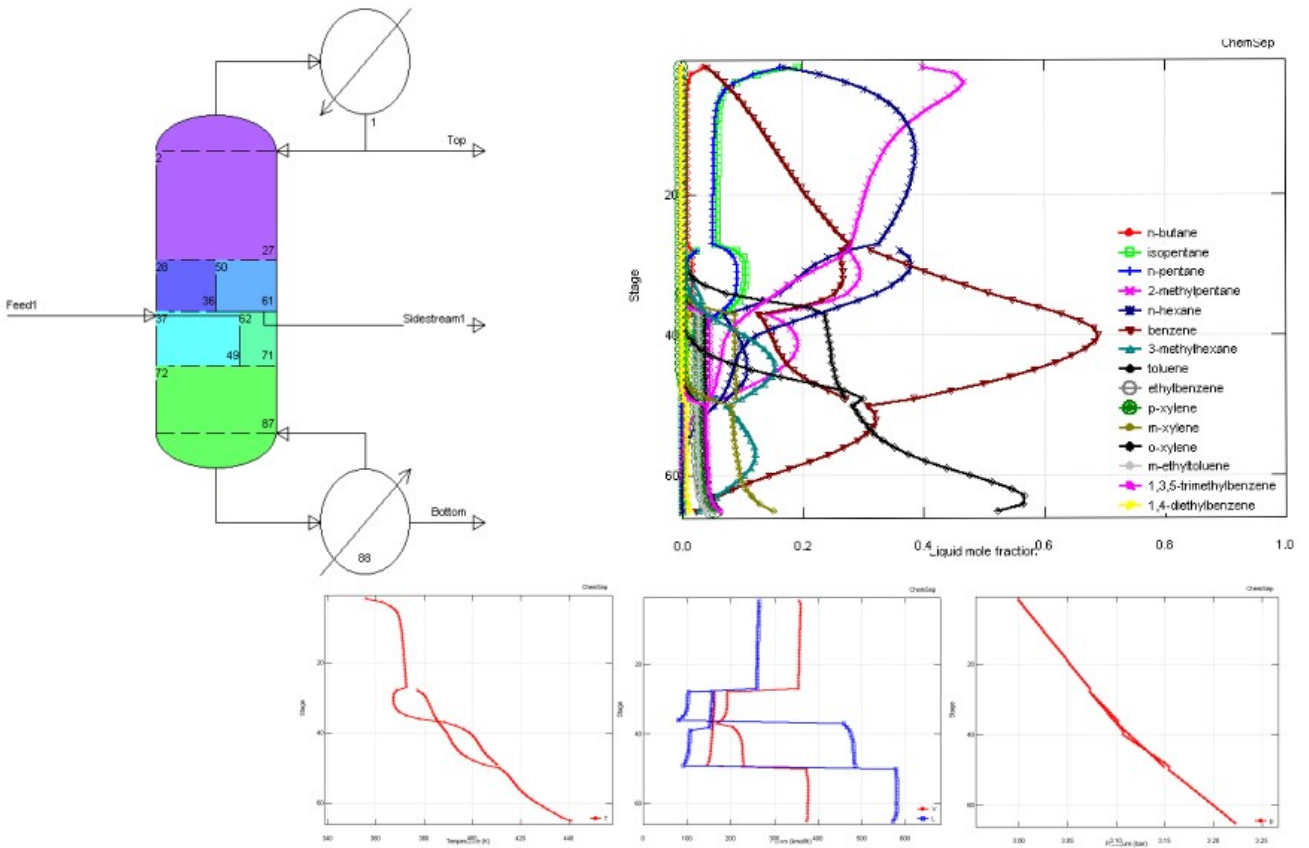 1
Top
2
27
28
50
36
61
Feed1
37
62
Sidestream1
49
71
72
87
Bottom
88
ChemSep
Stage
20
40
60
n-butane
isopentane
n-pentane
2-methylpentane
n-hexane
benzene
3-methylhexane
toluene
ethylbenzene
p-xylene
m-xylene
o-xylene
m-ethyltoluene
1,3,5-trimethylbenzene
1,4-diethylbenzene
0.0 0.2 0.4 0.6 0.8 1.0
Liquid mole fraction
ChemSep
Stage
20
40
60
T
340 360 380 420 440
ChemSep
Stage
20
40
60
V
L
0 100 200 300 400 500 600
ChemSep
Stage
20
40
60
P
3.00 3.05 3.10 3.15 3.20 3.25